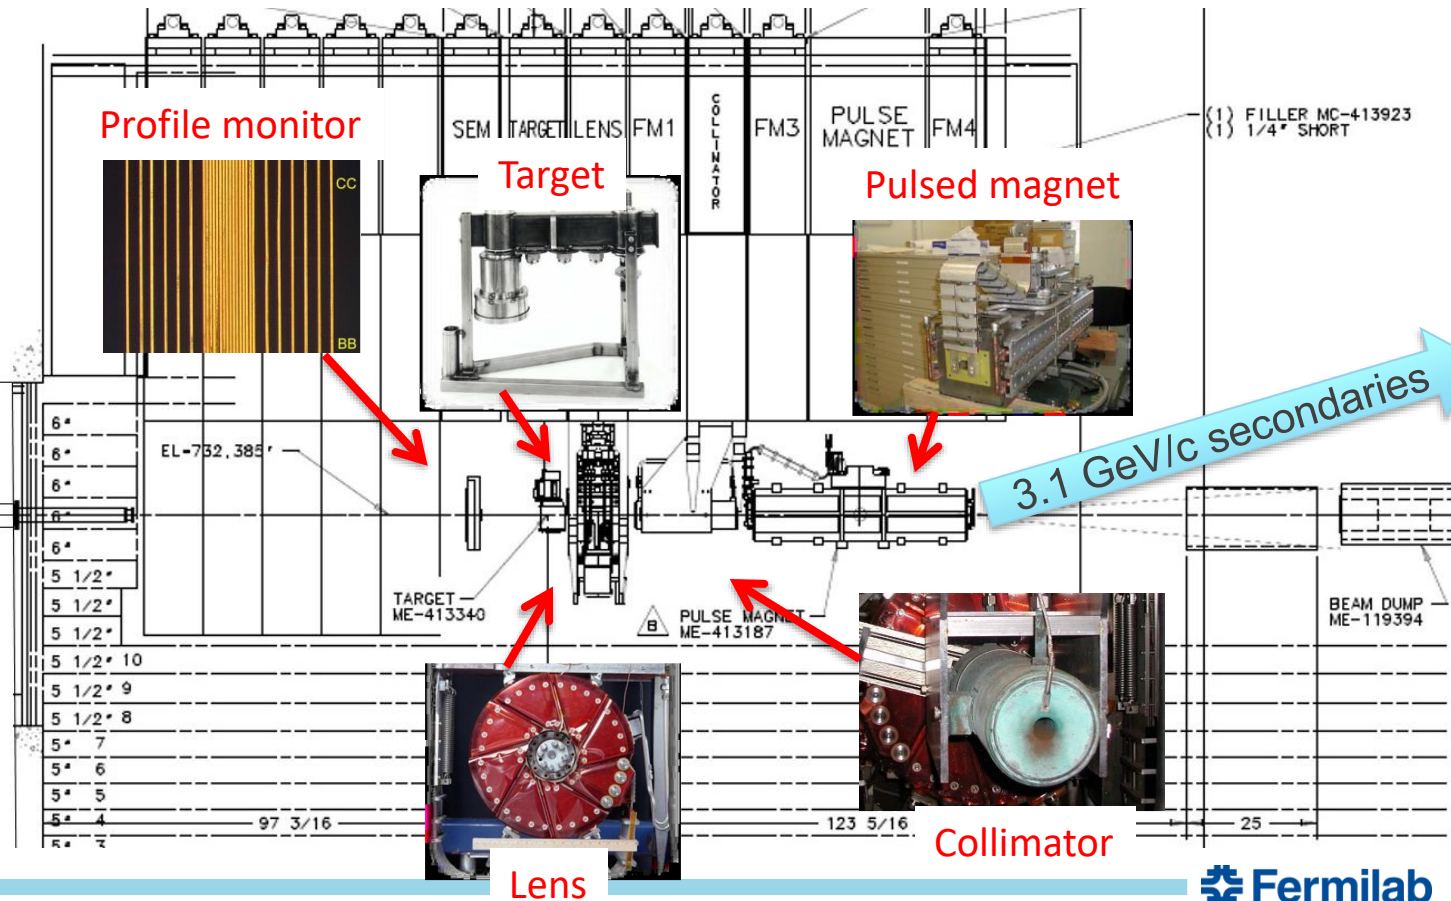 Profile monitor
CC
BB
SEM
TARGET
LENS
FM1
COLLIMATOR
FM3
PULSE
MAGNET
FM4
(1) FILLER MC-413923
(1) 1/4" SHORT
Target
Pulsed magnet
3.1 GeV/c secondaries
EL-732.385'
6"
6"
6"
6"
6"
5 1/2"
5 1/2"
5 1/2"
5 1/2" 10
5 1/2" 9
5 1/2" 8
5" 7
5" 6
5" 5
5" 4
5" 3
TARGET
ME-413340
B
PULSE MAGNET
ME-413187
BEAM DUMP
ME-119394
97 3/16
123 5/16
25
Lens
Collimator
Fermilab